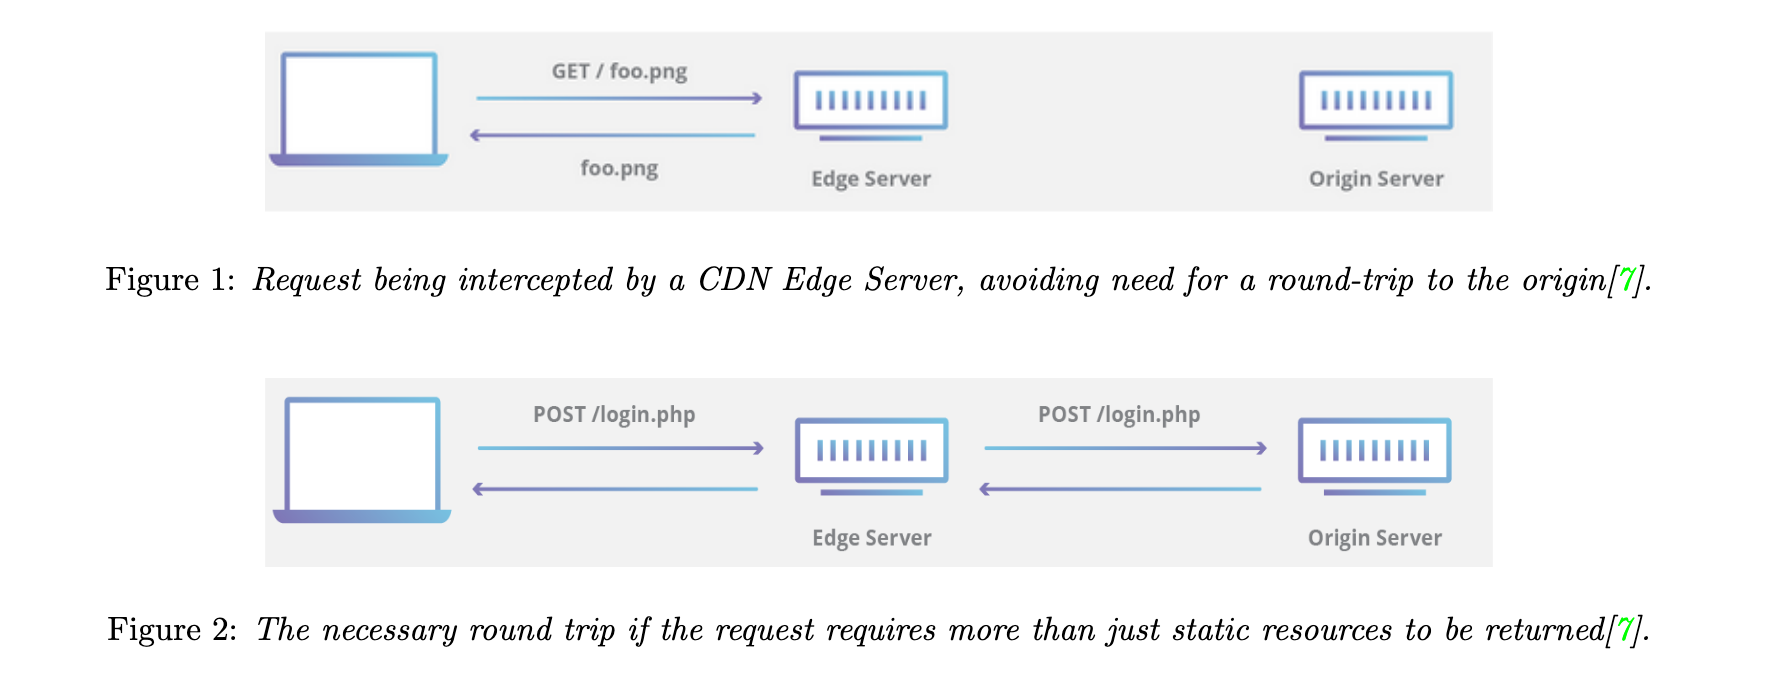 GET / foo.png
foo.png
Edge Server
Origin Server
Figure 1: Request being intercepted by a CDN Edge Server, avoiding need for a round-trip to the origin[7].
POST /login.php
POST /login.php
Edge Server
Origin Server
Figure 2: The necessary round trip if the request requires more than just static resources to be returned[7].